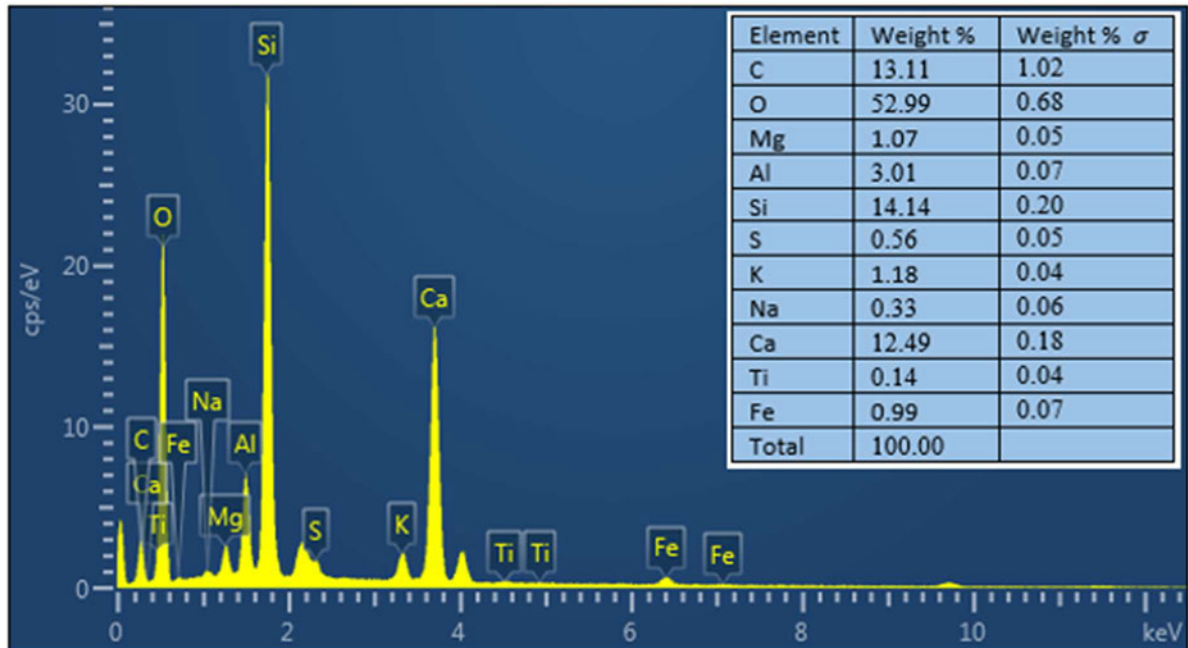 Element Weight % Weight % σ
C 13.11 1.02
O 52.99 0.68
Mg 1.07 0.05
Al 3.01 0.07
Si 14.14 0.20
S 0.56 0.05
K 1.18 0.04
Na 0.33 0.06
Ca 12.49 0.18
Ti 0.14 0.04
Fe 0.99 0.07
Total 100.00
Si
30
O
20
Ca
cps/eV
Na
10
C Fe Al
Ca
Ti Mg S K Ti Ti Fe Fe
0
0 2 4 6 8 10 keV